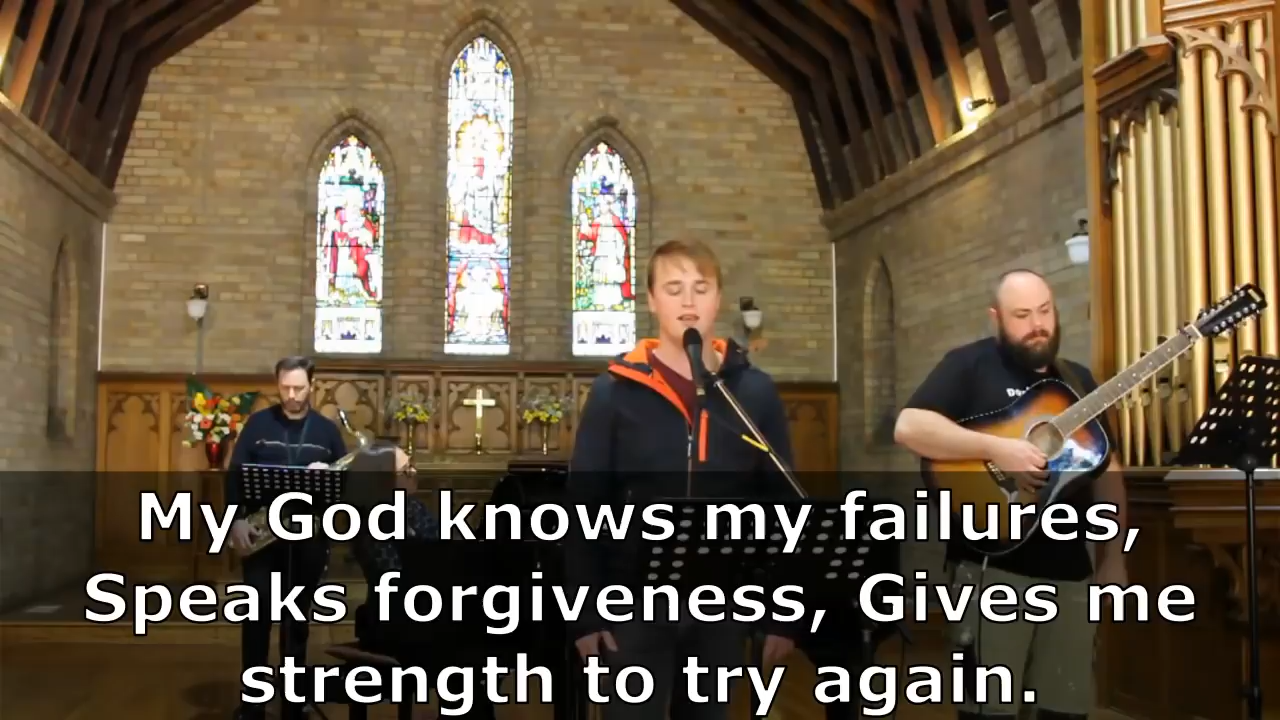 My God knows my failures,
Speaks forgiveness, Gives me
strength to try again.